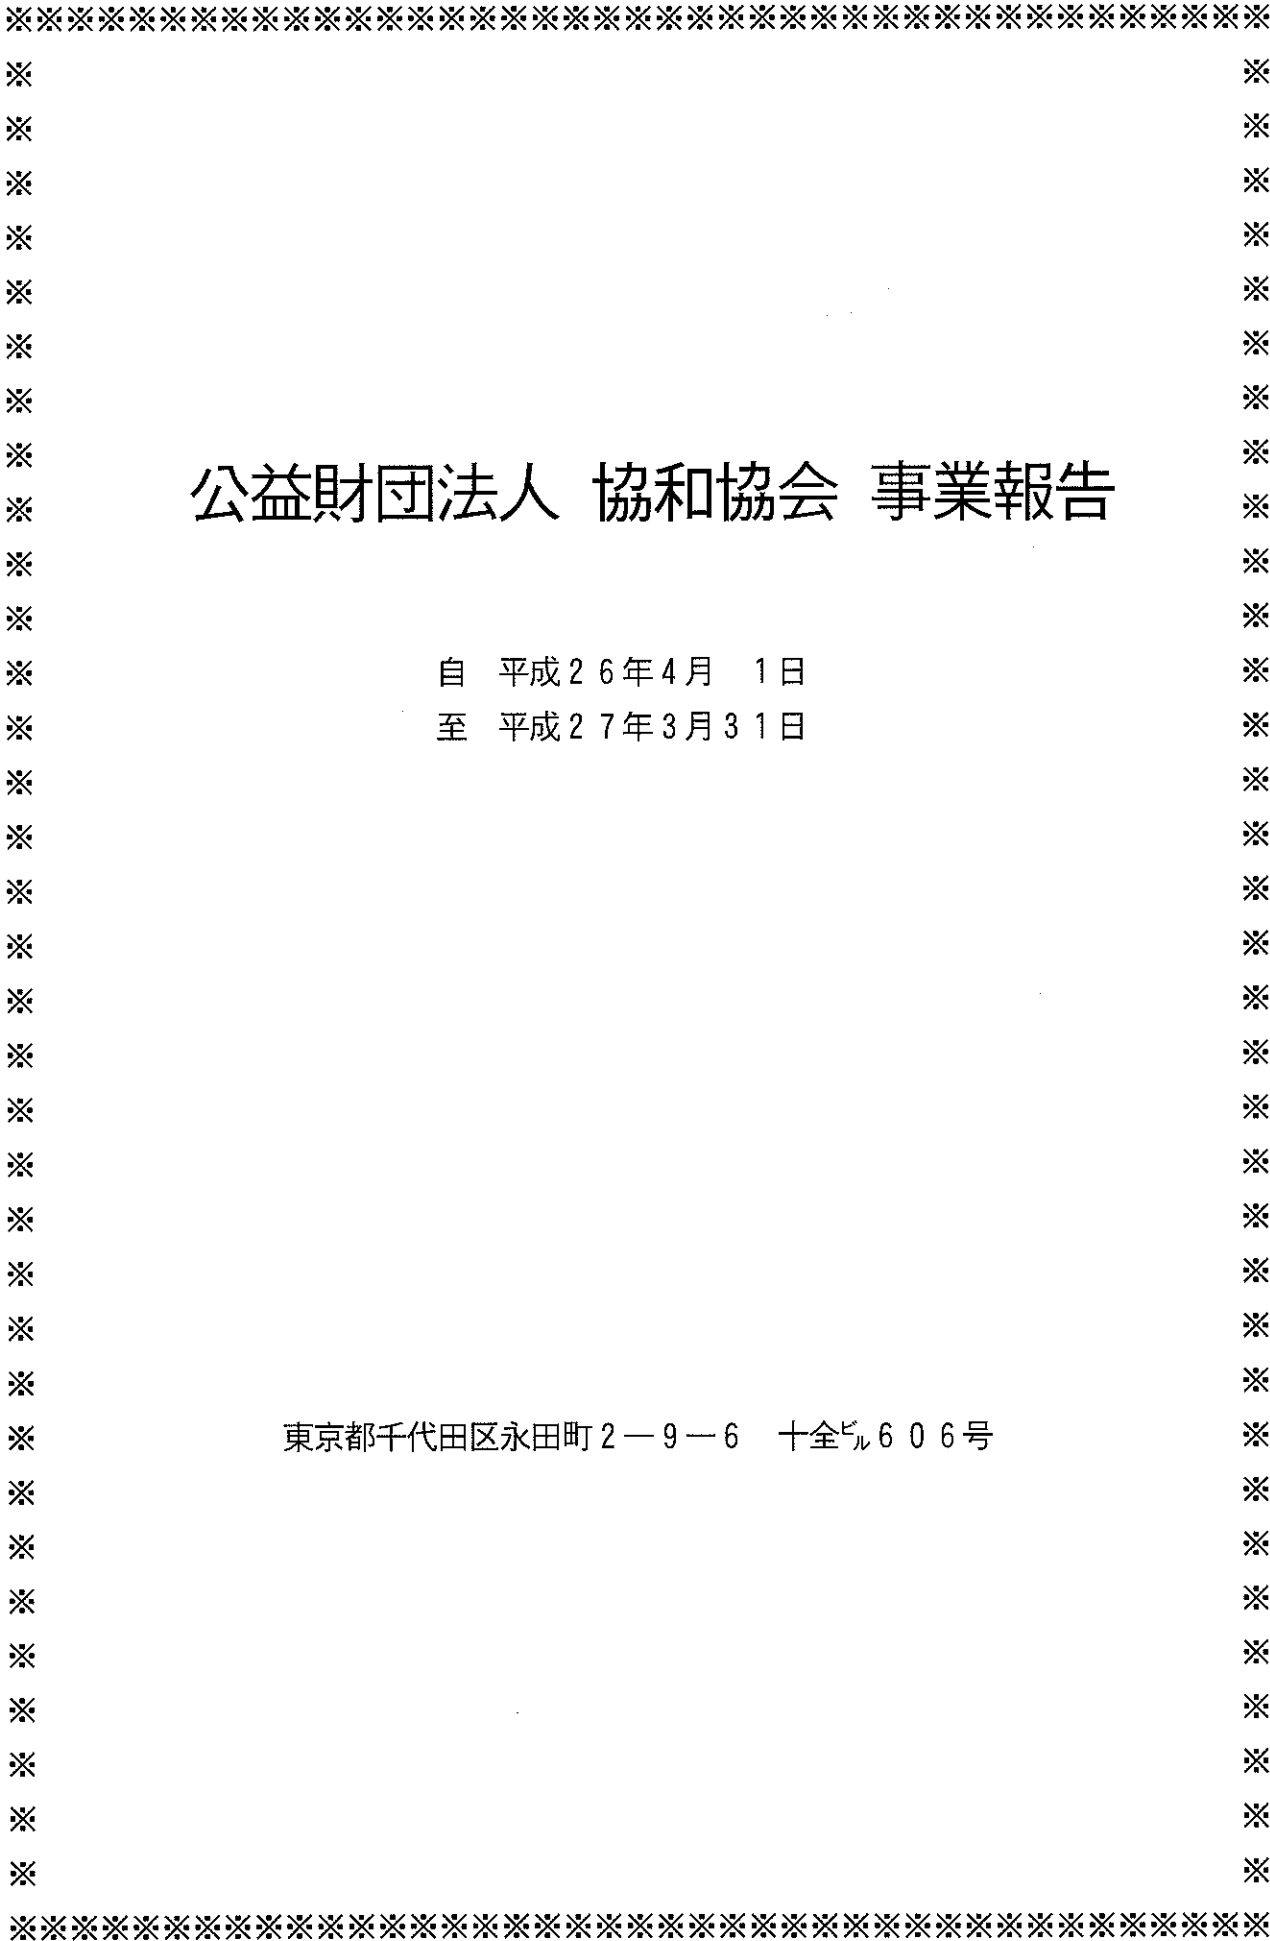 ※※※※※※※※※※※※※※※※※※※※※※※※※※※※※※※※※※※※※※※※※
公益財団法人 協和協会 事業報告
自　平成２６年４月　１日
至　平成２７年３月３１日
東京都千代田区永田町２－９－６　十全ビル６０６号
※※※※※※※※※※※※※※※※※※※※※※※※※※※※※※※※※※※※※※※※※